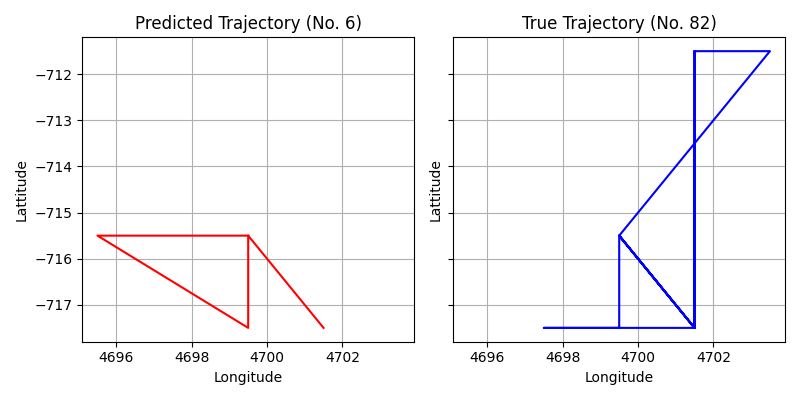 Predicted Trajectory (No. 6)
True Trajectory (No. 82)
−712
−713
−714
−715
−716
−717
Lattitude
Lattitude
4696
4698
4700
4702
4696
4698
4700
4702
Longitude
Longitude